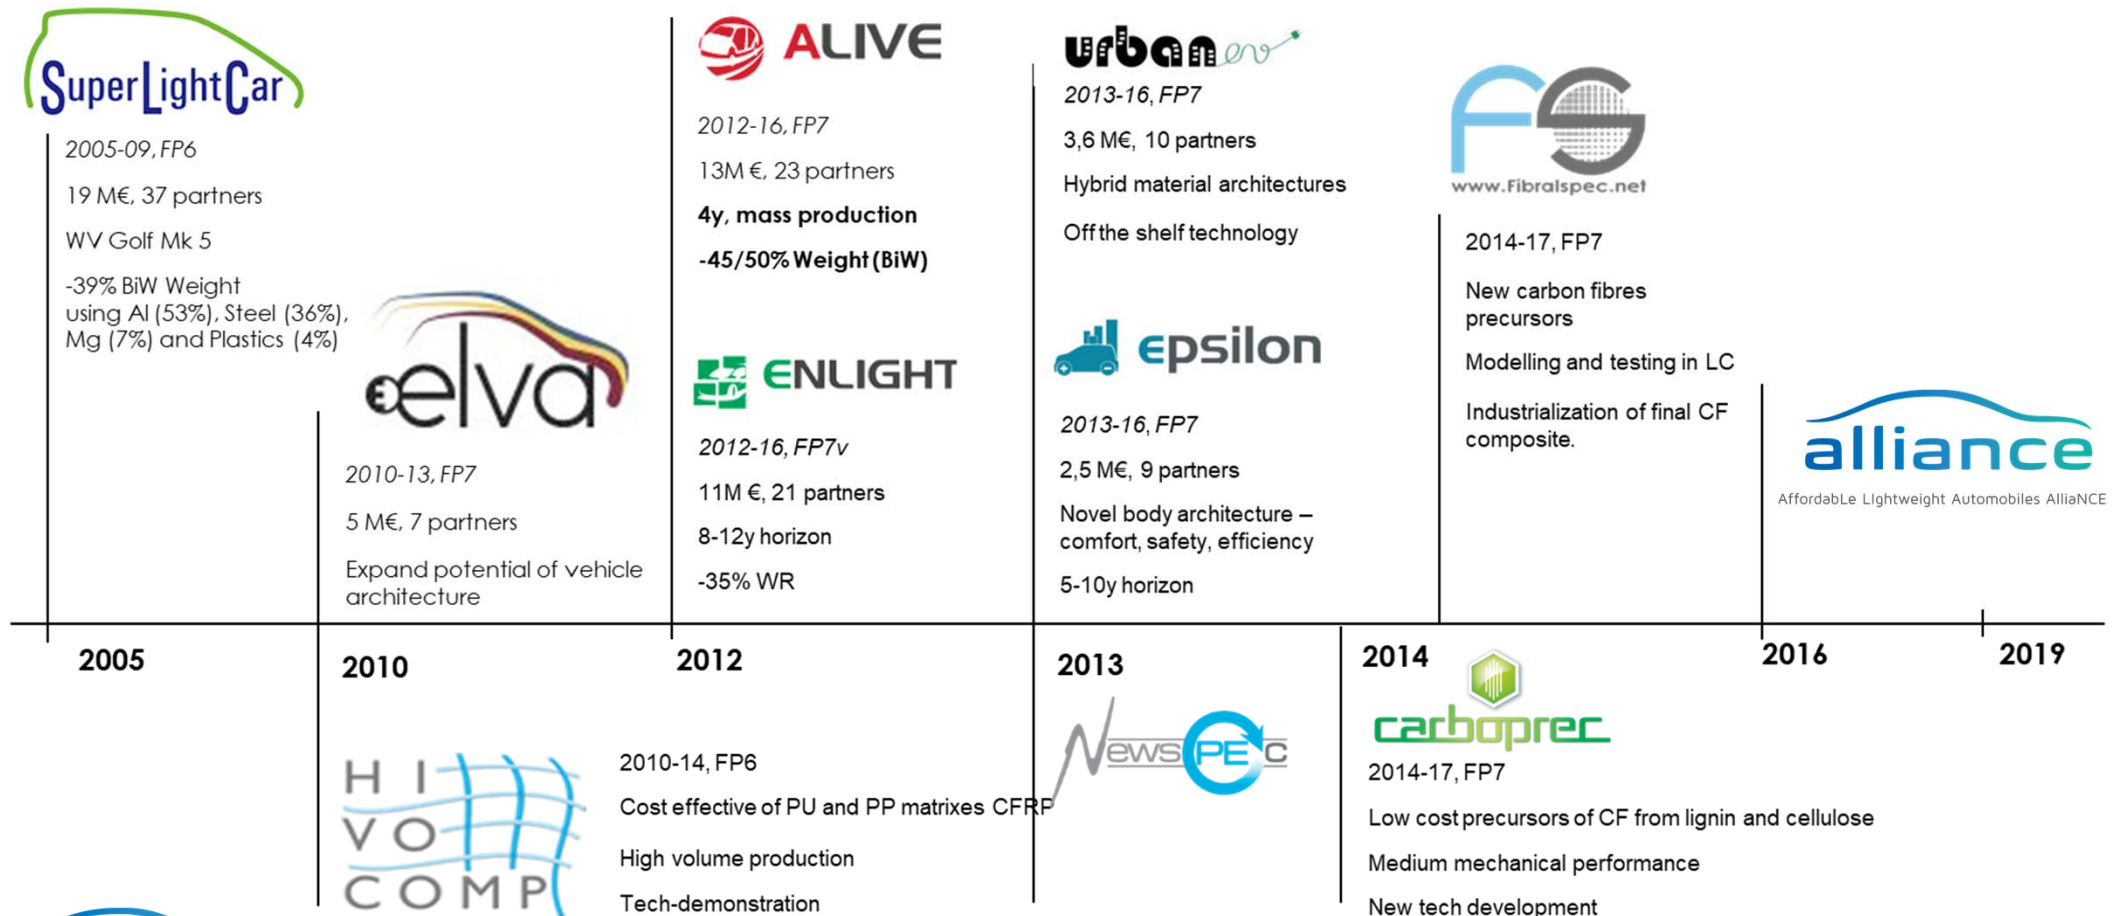 SuperLightCar
2005-09, FP6
19 M€, 37 partners
WV Golf Mk 5
-39% BiW Weight
using Al (53%), Steel (36%),
Mg (7%) and Plastics (4%)
elva
2010-13, FP7
5 M€, 7 partners
Expand potential of vehicle
architecture
ALIVE
2012-16, FP7
13M €, 23 partners
4y, mass production
-45/50% Weight (BiW)
ENLIGHT
2012-16, FP7v
11M €, 21 partners
8-12y horizon
-35% WR
urban ev
2013-16, FP7
3,6 M€, 10 partners
Hybrid material architectures
Off the shelf technology
epsilon
2013-16, FP7
2,5 M€, 9 partners
Novel body architecture –
comfort, safety, efficiency
5-10y horizon
FS
www.Fibralspec.net
2014-17, FP7
New carbon fibres
precursors
Modelling and testing in LC
Industrialization of final CF
composite.
alliance
AffordabLe LIghtweight Automobiles AlliaNCE
2005
2010
2012
2013
2014
2016
2019
HI
VO
COMP
2010-14, FP6
Cost effective of PU and PP matrixes CFRP
High volume production
Tech-demonstration
NewSPEC
carboprec
2014-17, FP7
Low cost precursors of CF from lignin and cellulose
Medium mechanical performance
New tech development